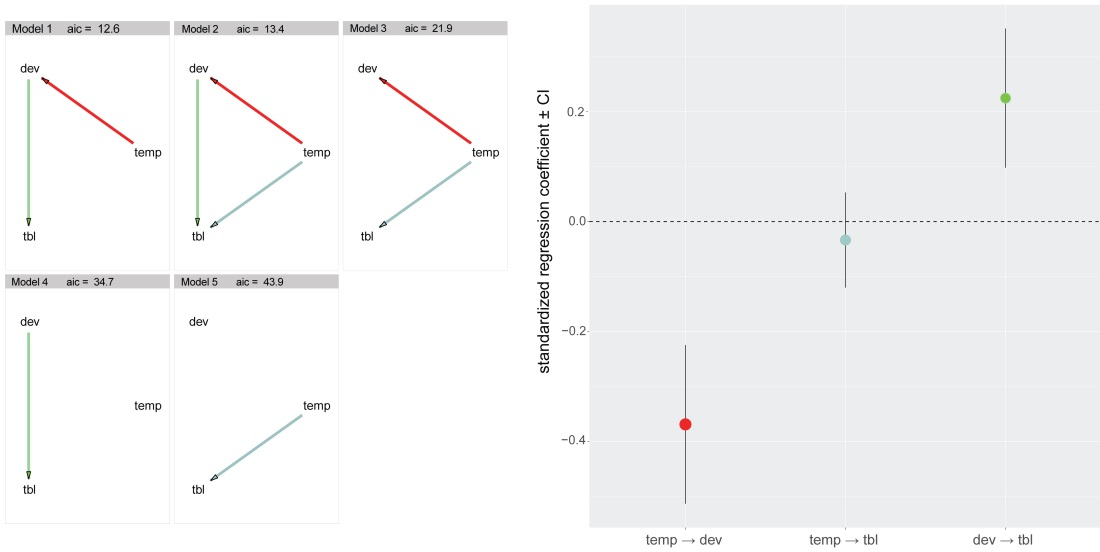 Model 1 aic = 12.6
Model 2 aic = 13.4
Model 3 aic = 21.9
dev
temp
tbl
dev
temp
tbl
dev
temp
tbl
Model 4 aic = 34.7
Model 5 aic = 43.9
dev
temp
tbl
dev
temp
tbl
standardized regression coefficient ± CI
0.2
0.0
−0.2
−0.4
temp → dev
temp → tbl
dev → tbl